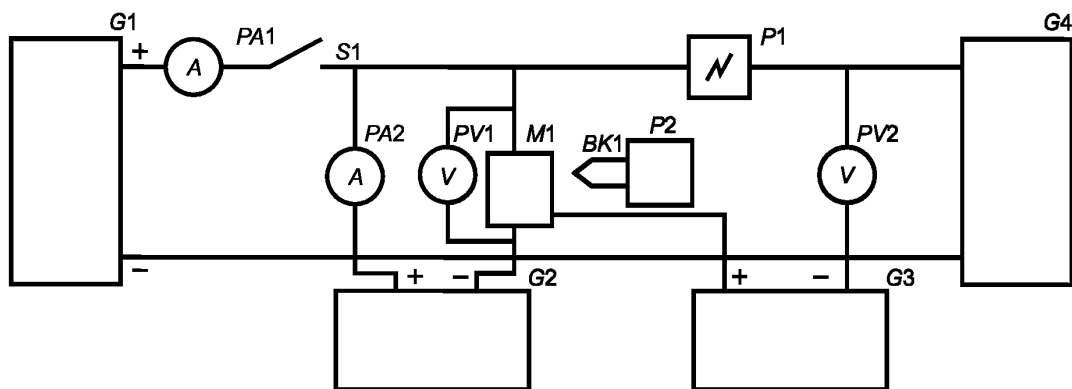 G1
PA1
S1
P1
G4
+
A
PA2
PV1
M1
BK1
P2
PV2
A
V
V
–
+
–
G2
+
–
G3